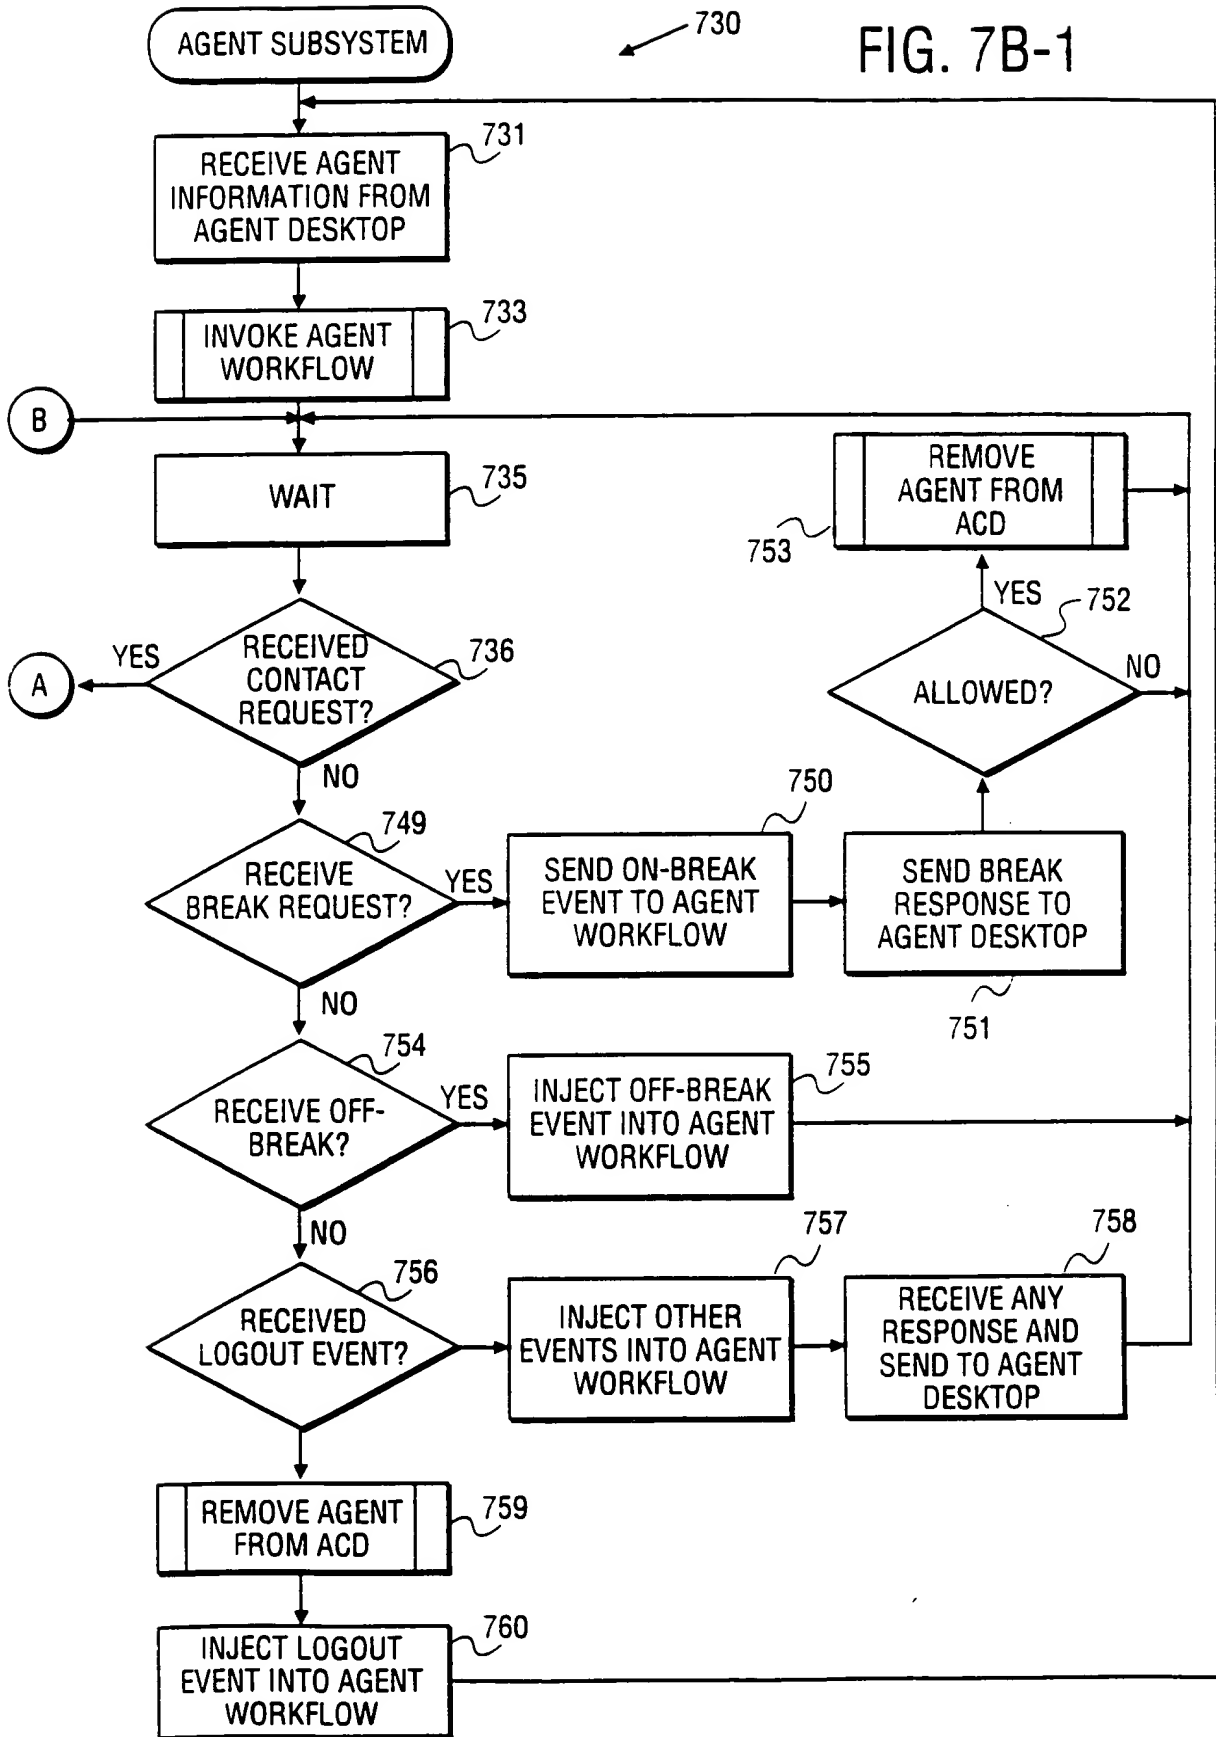 AGENT SUBSYSTEM
730
FIG. 7B-1
731
RECEIVE AGENT
INFORMATION FROM
AGENT DESKTOP
733
INVOKE AGENT
WORKFLOW
B
735
WAIT
REMOVE
AGENT FROM
ACD
753
YES
752
ALLOWED?
NO
YES
RECEIVED
CONTACT
REQUEST?
736
A
NO
749
RECEIVE
BREAK REQUEST?
YES
750
SEND ON-BREAK
EVENT TO AGENT
WORKFLOW
SEND BREAK
RESPONSE TO
AGENT DESKTOP
751
NO
754
RECEIVE OFF-
BREAK?
YES
755
INJECT OFF-BREAK
EVENT INTO AGENT
WORKFLOW
NO
756
RECEIVED
LOGOUT EVENT?
757
INJECT OTHER
EVENTS INTO AGENT
WORKFLOW
758
RECEIVE ANY
RESPONSE AND
SEND TO AGENT
DESKTOP
REMOVE AGENT
FROM ACD
759
INJECT LOGOUT
EVENT INTO AGENT
WORKFLOW
760